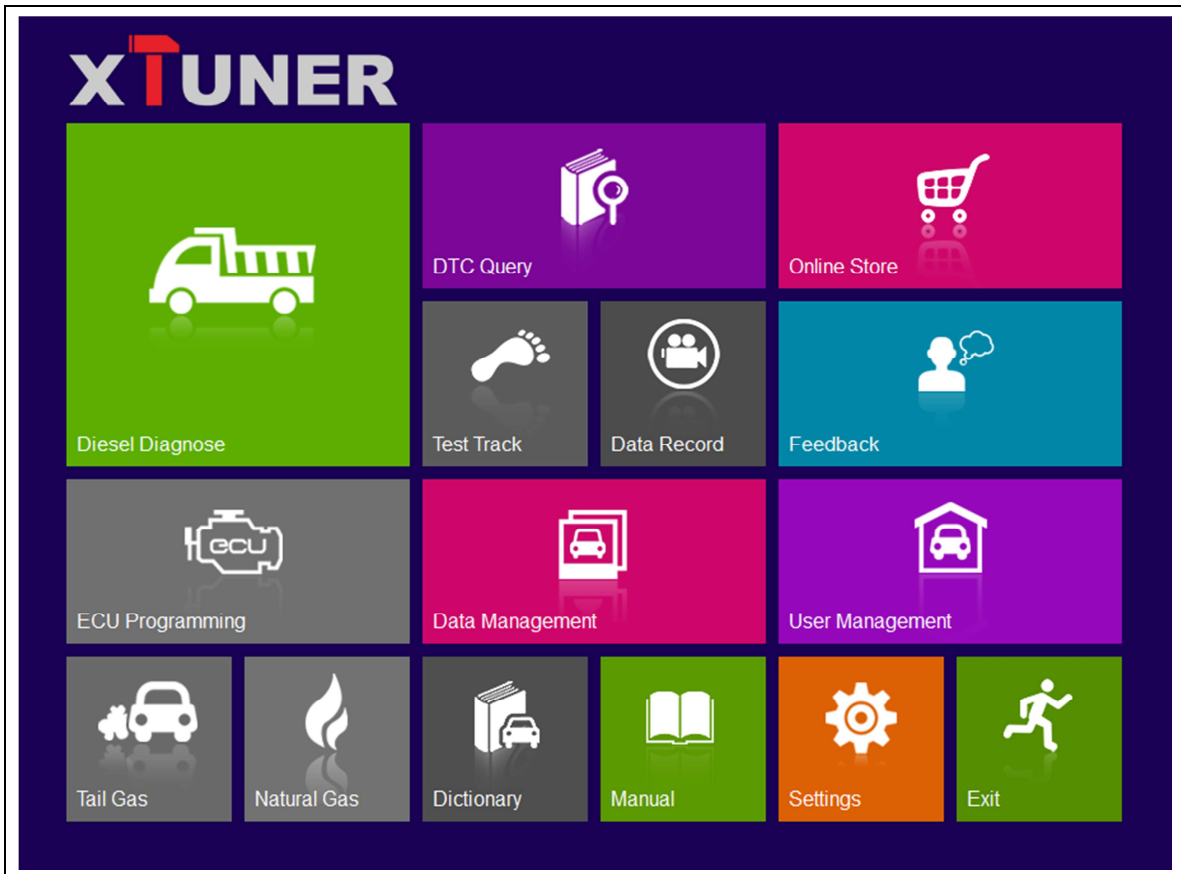 XTUNER
Diesel Diagnose
DTC Query
Online Store
Test Track
Data Record
Feedback
ecu
ECU Programming
Data Management
User Management
Tail Gas
Natural Gas
Dictionary
Manual
Settings
Exit